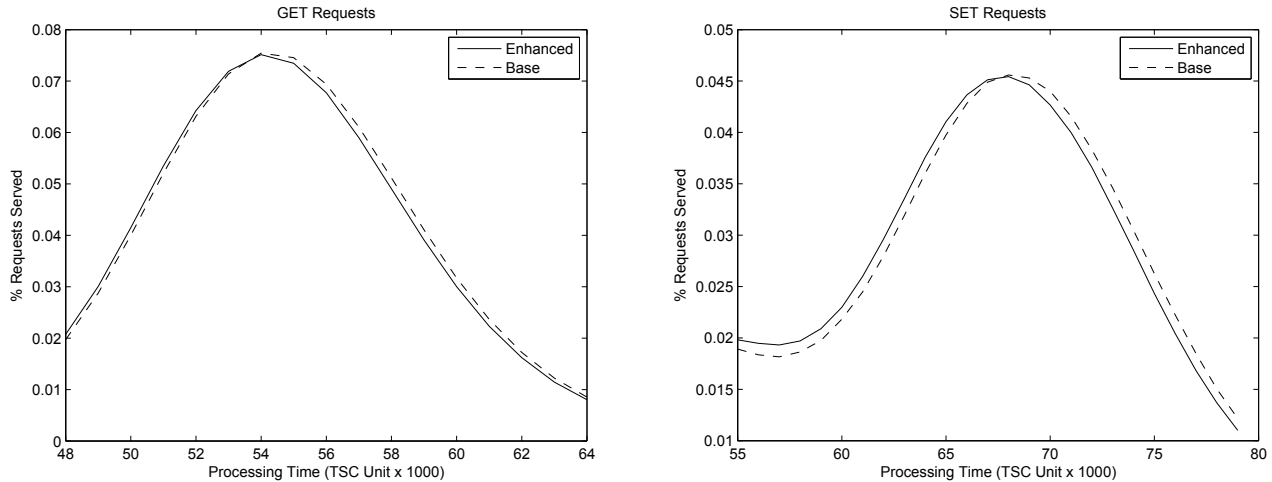 GET Requests
0.08
0.07
0.06
0.05
0.04
0.03
0.02
0.01
0
% Requests Served
48 50 52 54 56 58 60 62 64
Processing Time (TSC Unit x 1000)
Enhanced
Base
SET Requests
0.05
0.045
0.04
0.035
0.03
0.025
0.02
0.015
0.01
% Requests Served
55 60 65 70 75 80
Processing Time (TSC Unit x 1000)
Enhanced
Base